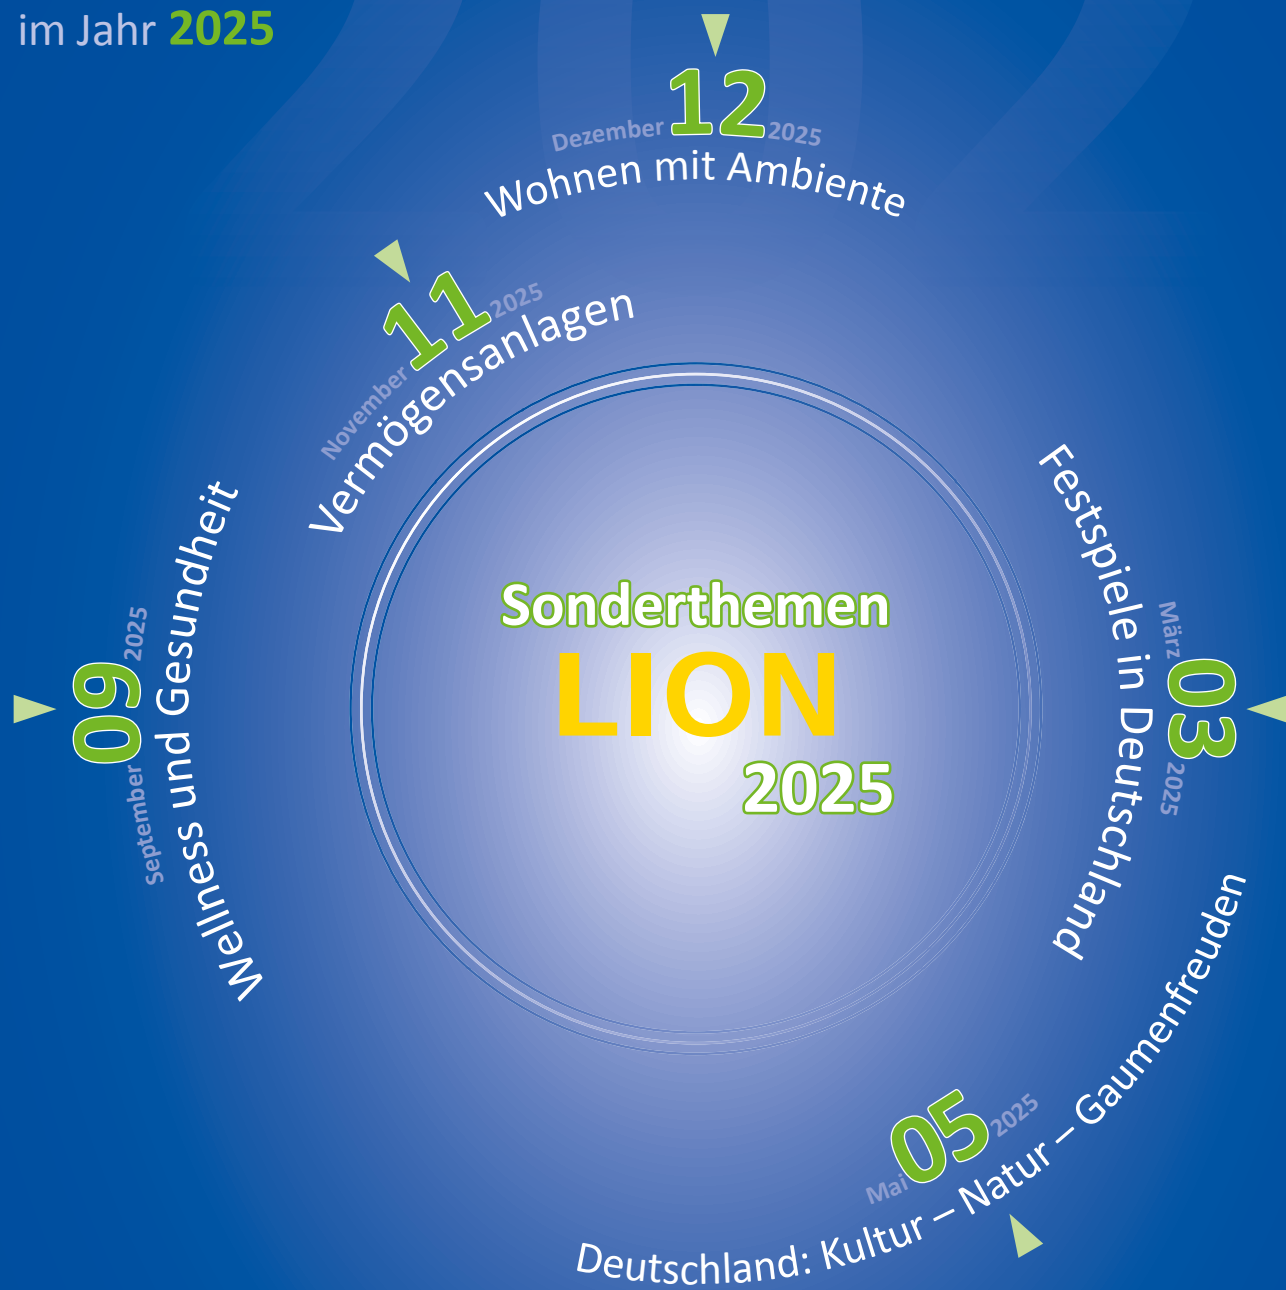 im Jahr 2025
Dezember 12 2025
Wohnen mit Ambiente
November 11 2025
Vermögensanlagen
September 09 2025
Wellness und Gesundheit
Sonderthemen
LION
2025
März 03 2025
Festspiele in Deutschland
Mai 05 2025
Deutschland: Kultur – Natur – Gaumenfreuden